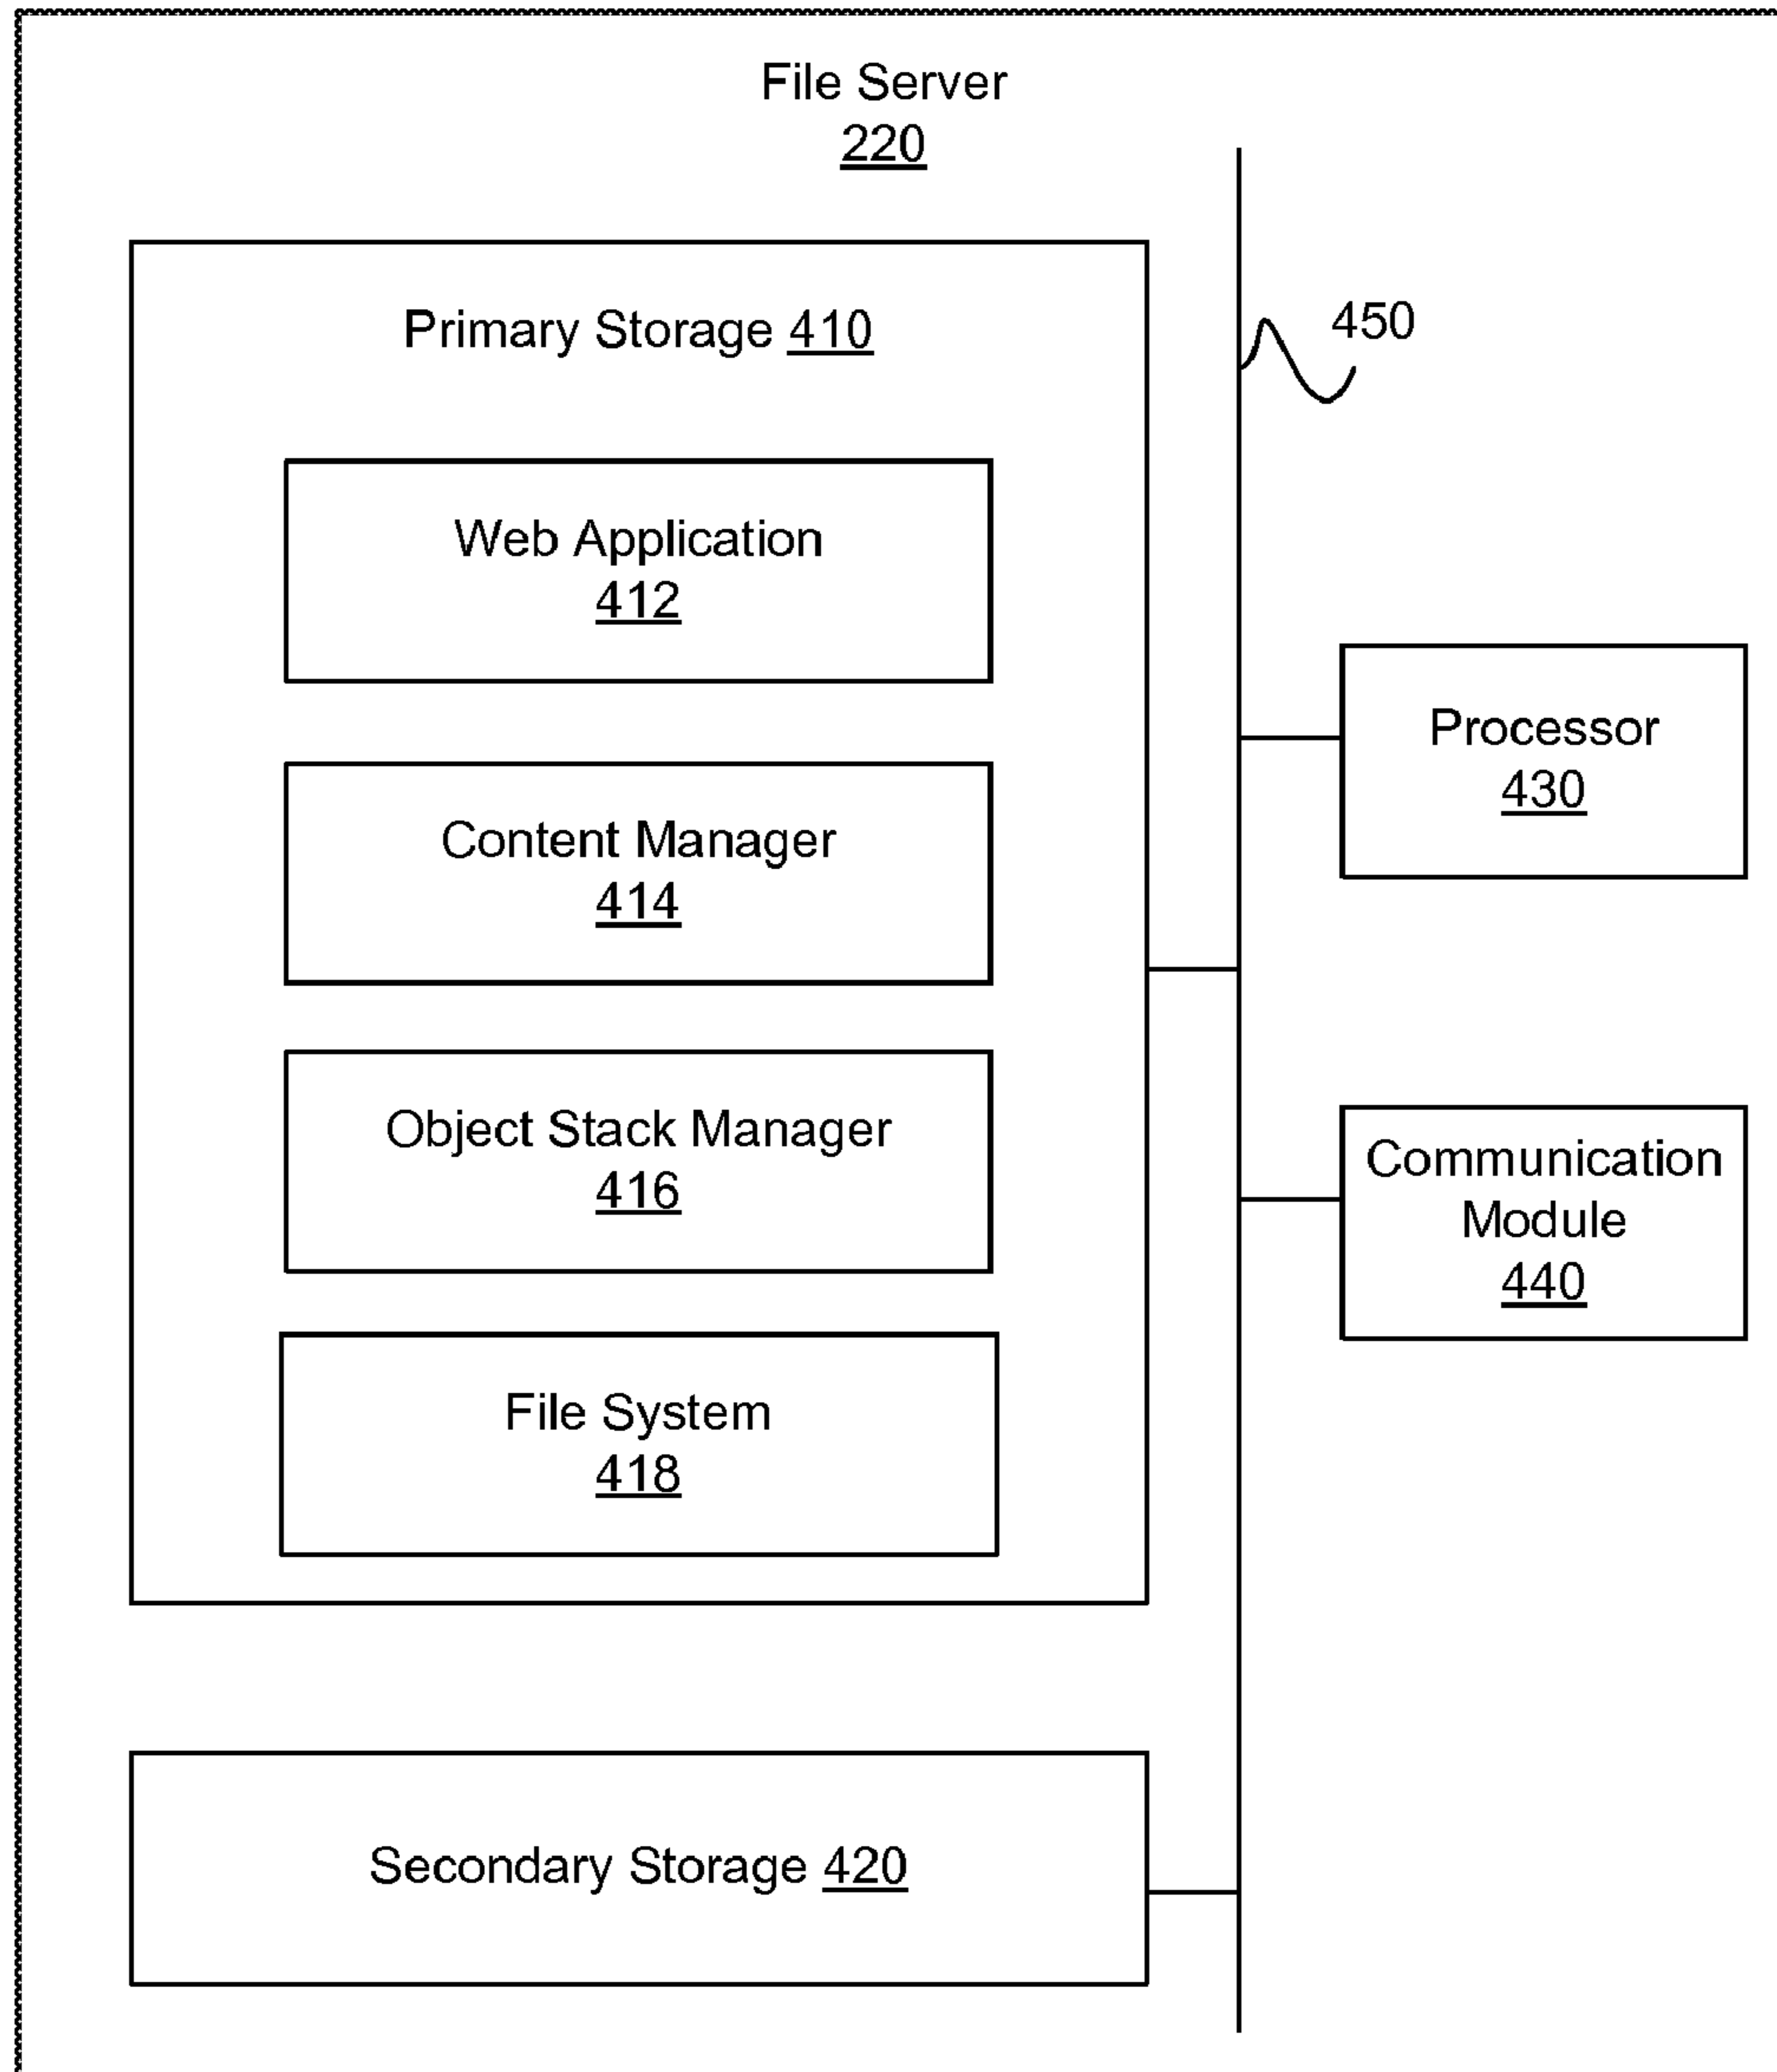 File Server
220
Primary Storage 410
450
Web Application
412
Processor
430
Content Manager
414
Object Stack Manager
416
Communication
Module
440
File System
418
Secondary Storage 420